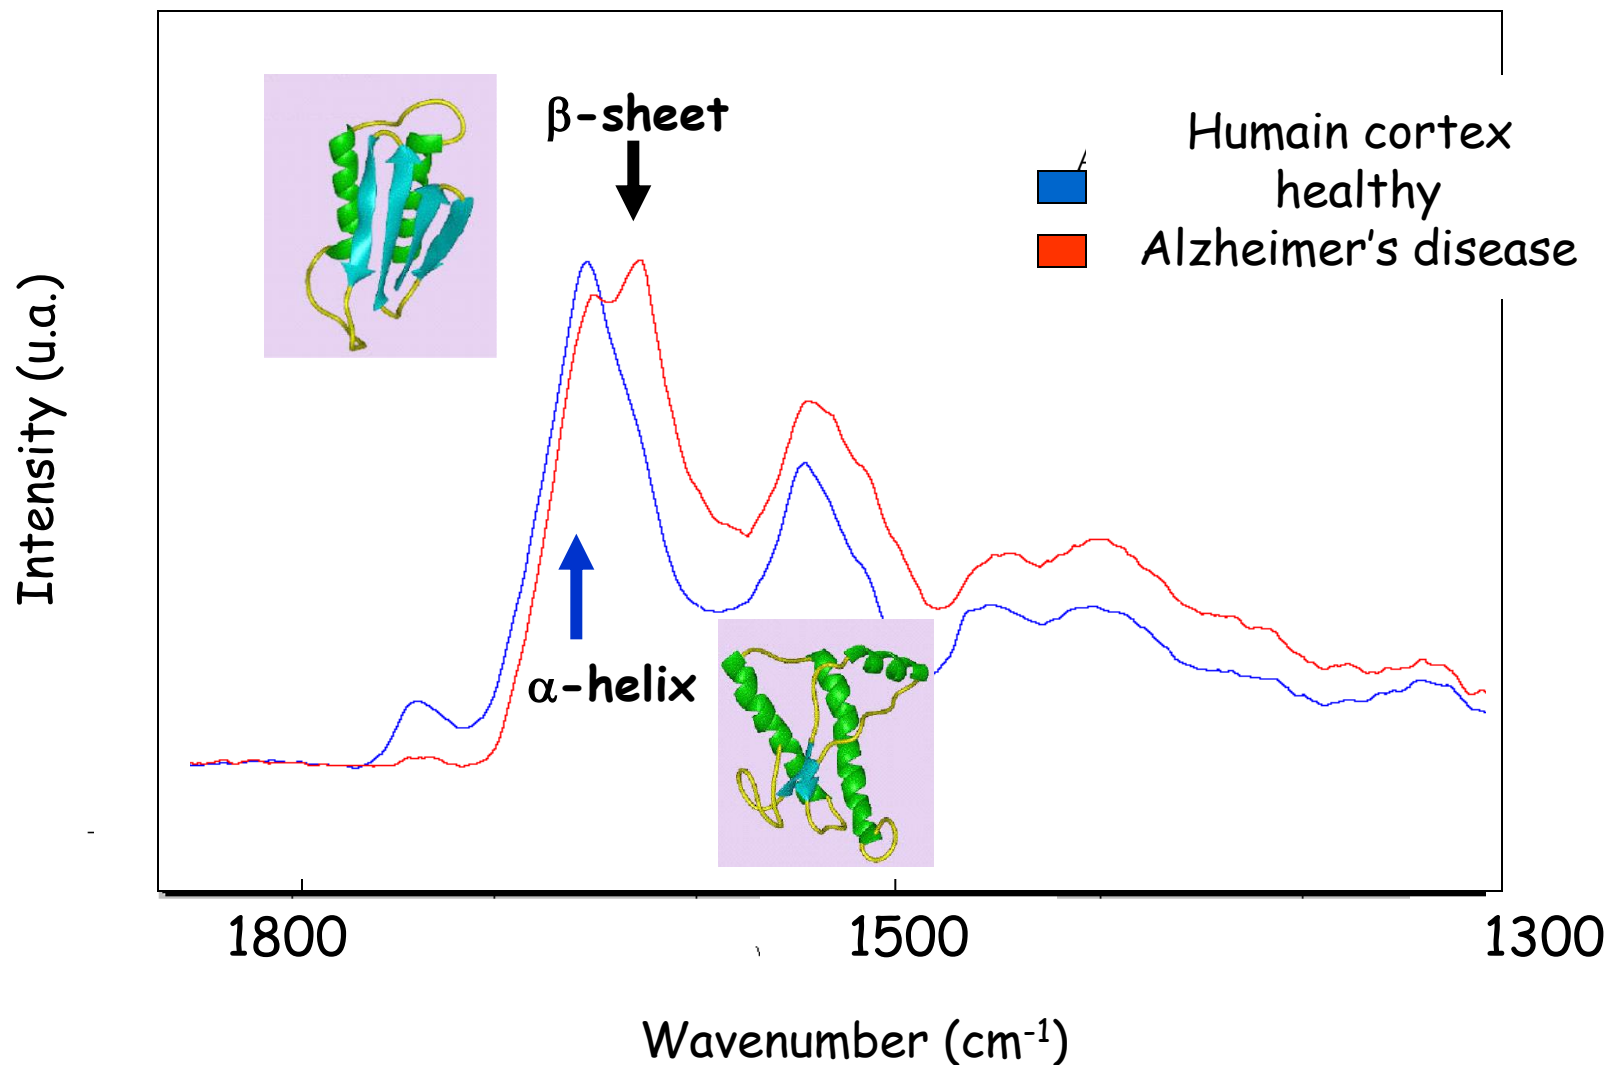 β-sheet
Humain cortex
healthy
Alzheimer's disease
Intensity (u.a.)
α-helix
1800
1500
1300
Wavenumber (cm-1)